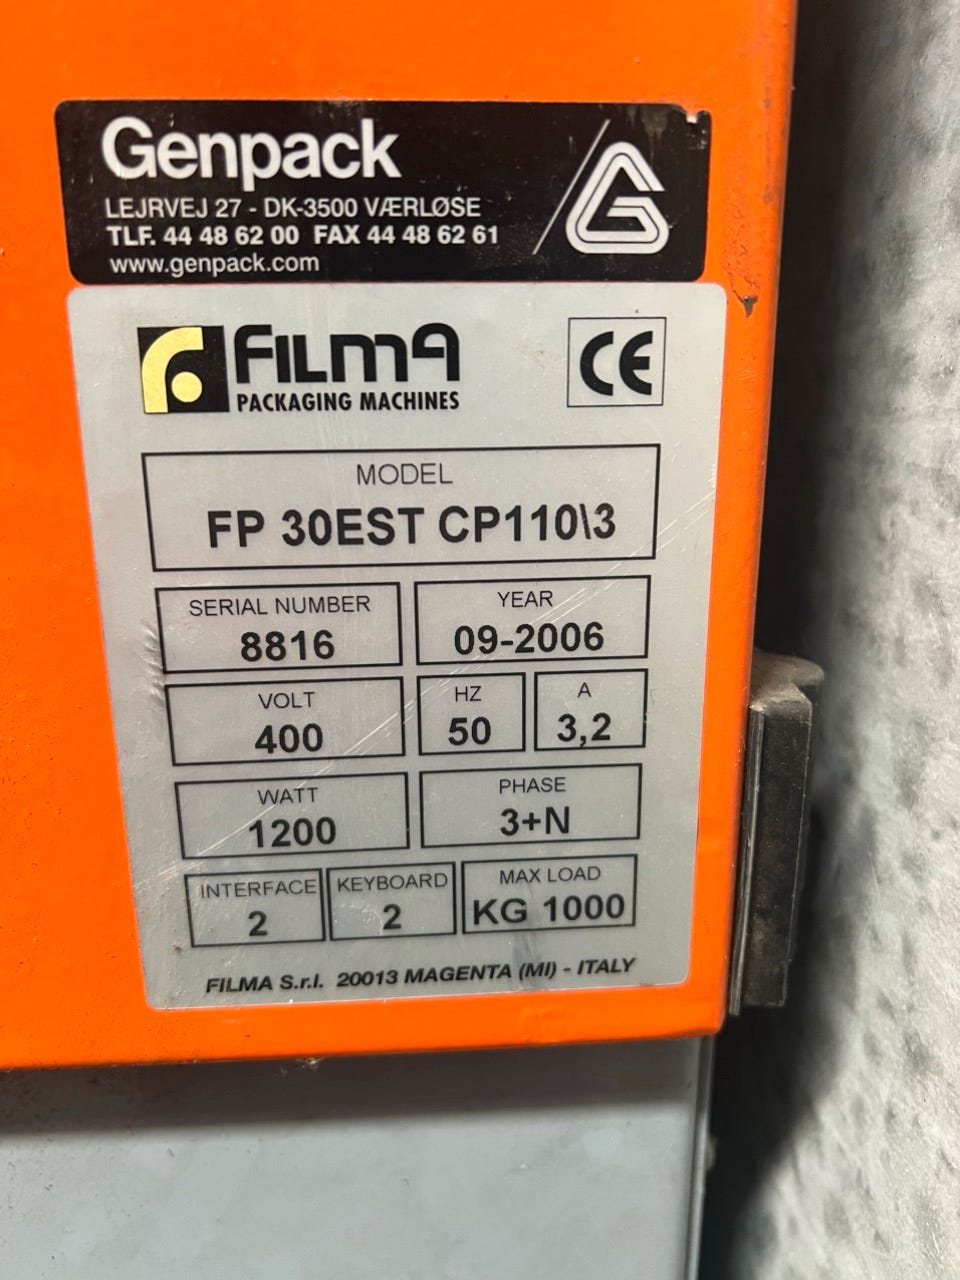 Genpack
LEJRVEJ 27 - DK-3500 VÆRLØSE
TLF. 44 48 62 00 FAX 44 48 62 61
www.genpack.com
FILMA
PACKAGING MACHINES
CE
MODEL
FP 30EST CP110\3
SERIAL NUMBER
8816
YEAR
09-2006
VOLT
400
HZ
50
A
3,2
WATT
1200
PHASE
3+N
INTERFACE
2
KEYBOARD
2
MAX LOAD
KG 1000
FILMA S.r.l. 20013 MAGENTA (MI) - ITALY